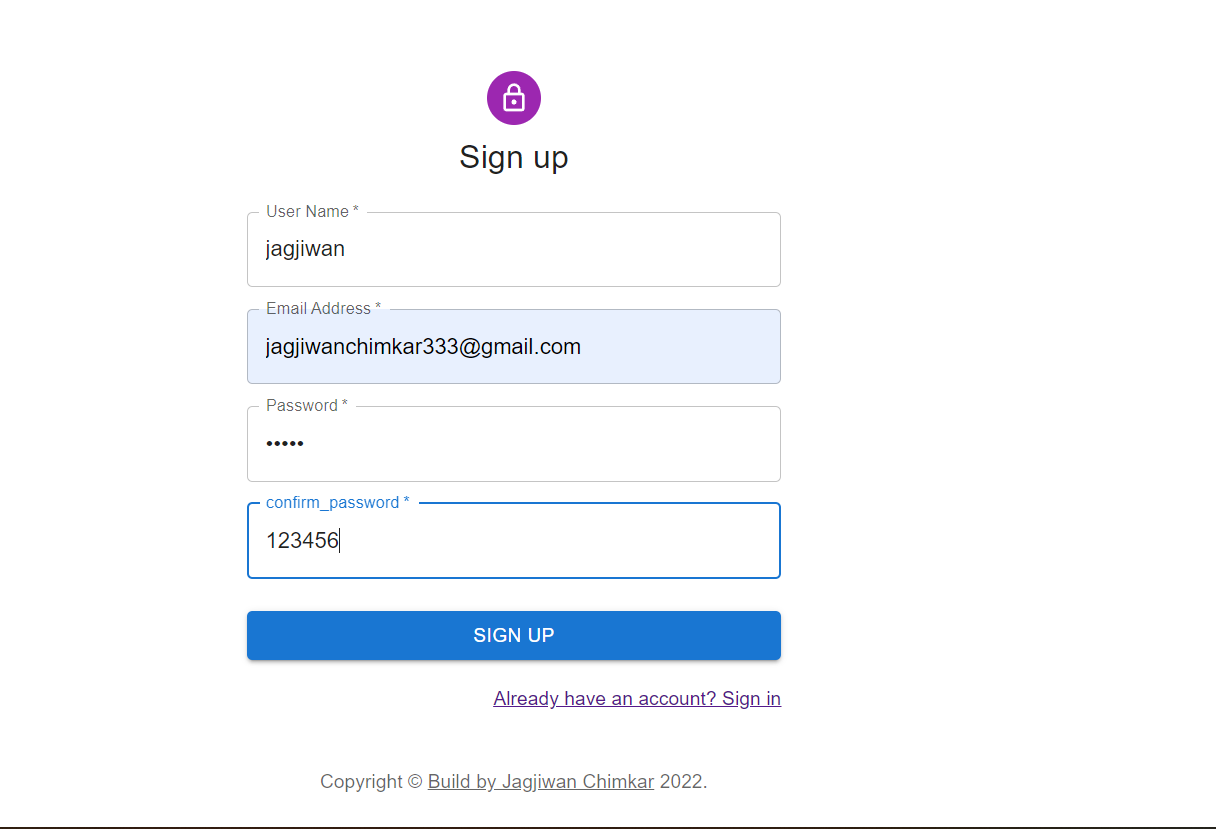 Sign up
User Name *
jagjiwan
Email Address *
jagjiwanchimkar333@gmail.com
Password *
•••••
confirm_password *
123456
SIGN UP
Already have an account? Sign in
Copyright © Build by Jagjiwan Chimkar 2022.